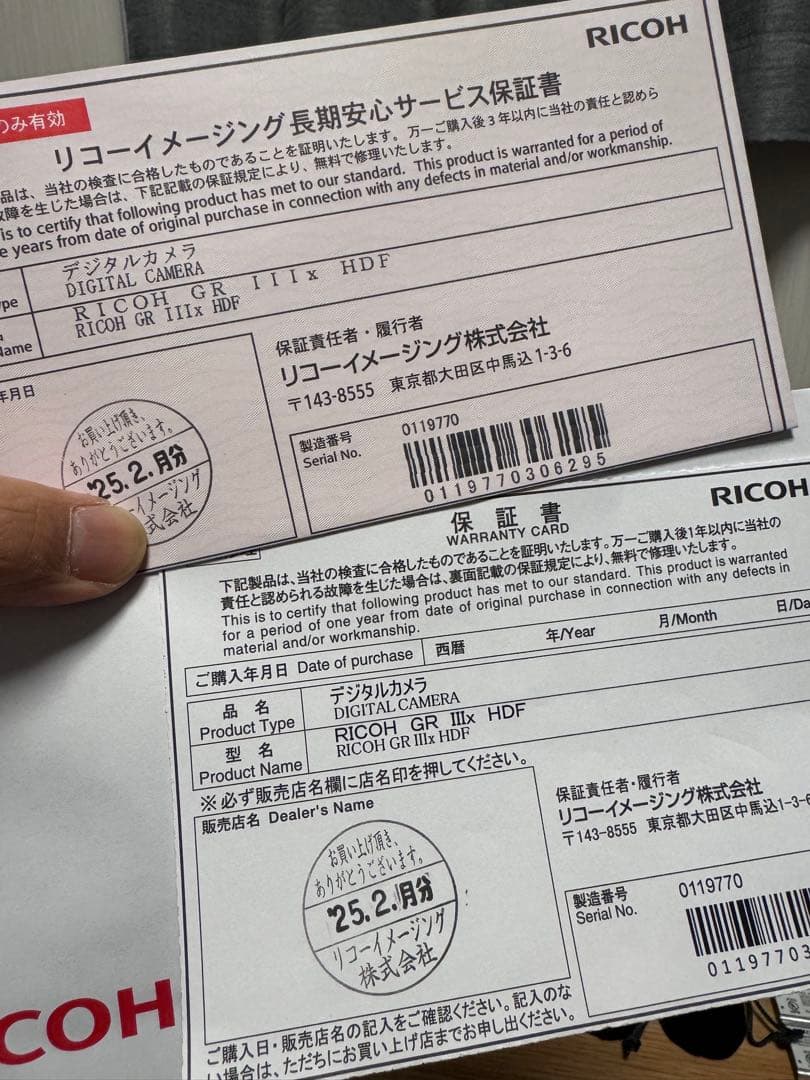 RICOH
のみ有効
リコーイメージング 長期安心サービス保証書
品は、当社の検査に合格したものであることを証明いたします。万一ご購入後3年以内に当社の責任と認めら
故障を生じた場合は、下記記載の保証規定により、無料で修理いたします。
is to certify that following product has met to our standard. This product is warranted for a period of
e years from date of original purchase in connection with any defects in material and/or workmanship.
デジタルカメラ
ype DIGITAL CAMERA
RICOH GR IIIx HDF
Name RICOH GR IIIx HDF
年月日
保証責任者・履行者
リコーイメージング株式会社
〒143-8555 東京都大田区中馬込1-3-6
お買い上げ頂き、
ありがとうございます。
'25.2.月分
イメージング
式会社
製造番号 0119770
Serial No.
0119770306295
RICOH
保証書
WARRANTY CARD
下記製品は、当社の検査に合格したものであることを証明いたします。万一ご購入後1年以内に当社の
責任と認められる故障を生じた場合は、裏面記載の保証規定により、無料で修理いたします。
This is to certify that following product has met to our standard. This product is warranted
for a period of one year from date of original purchase in connection with any defects in
material and/or workmanship.
ご購入年月日 Date of purchase 西暦 年/Year 月/Month 日/Da
品名 デジタルカメラ
Product Type DIGITAL CAMERA
型名 RICOH GR IIIx HDF
Product Name RICOH GR IIIx HDF
※必ず販売店名欄に店名印を押してください。
販売店名 Dealer's Name
お買い上げ頂き、
ありがとうございます。
'25.2.月分
リコーイメージング
株式会社
保証責任者・履行者
リコーイメージング株式会社
〒143-8555 東京都大田区中馬込1-3-6
製造番号 0119770
Serial No.
01197703
COH
ご購入日・販売店名の記入をご確認ください。記入のな
い場合は、ただちにお買い上げ店までお申し出ください。